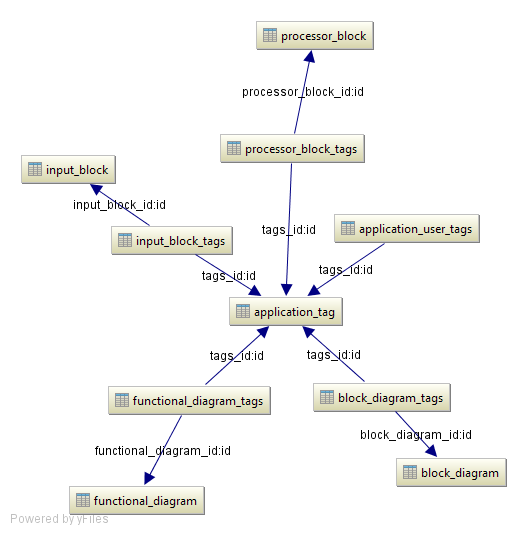 processor_block
processor_block_id:id
processor_block_tags
input_block
input_block_id:id
tags_id:id
application_user_tags
input_block_tags
tags_id:id
tags_id:id
application_tag
tags_id:id
tags_id:id
functional_diagram_tags
block_diagram_tags
functional_diagram_id:id
block_diagram_id:id
block_diagram
functional_diagram
Powered by yFiles